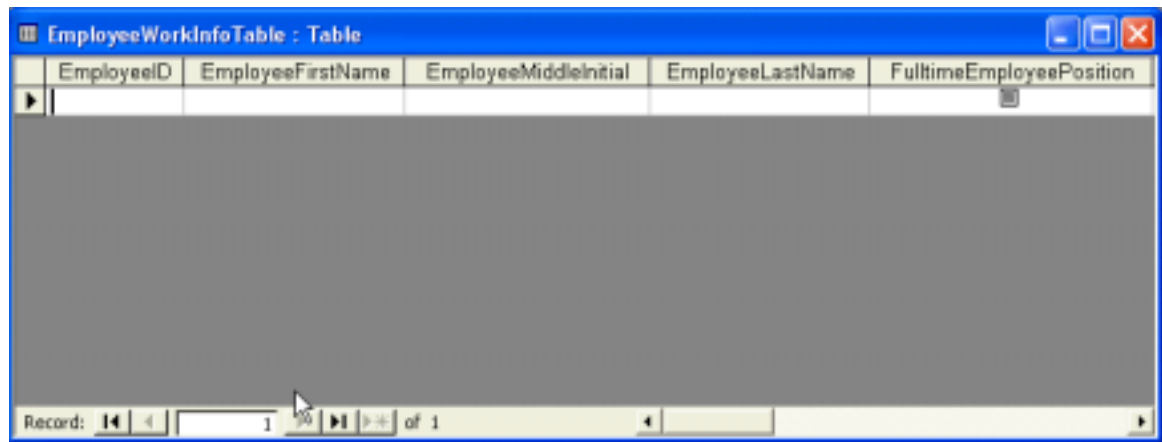 EmployeeWorkInfoTable : Table
EmployeeID EmployeeFirstName EmployeeMiddleInitial EmployeeLastName FulltimeEmployeePosition
Record: 1 of 1